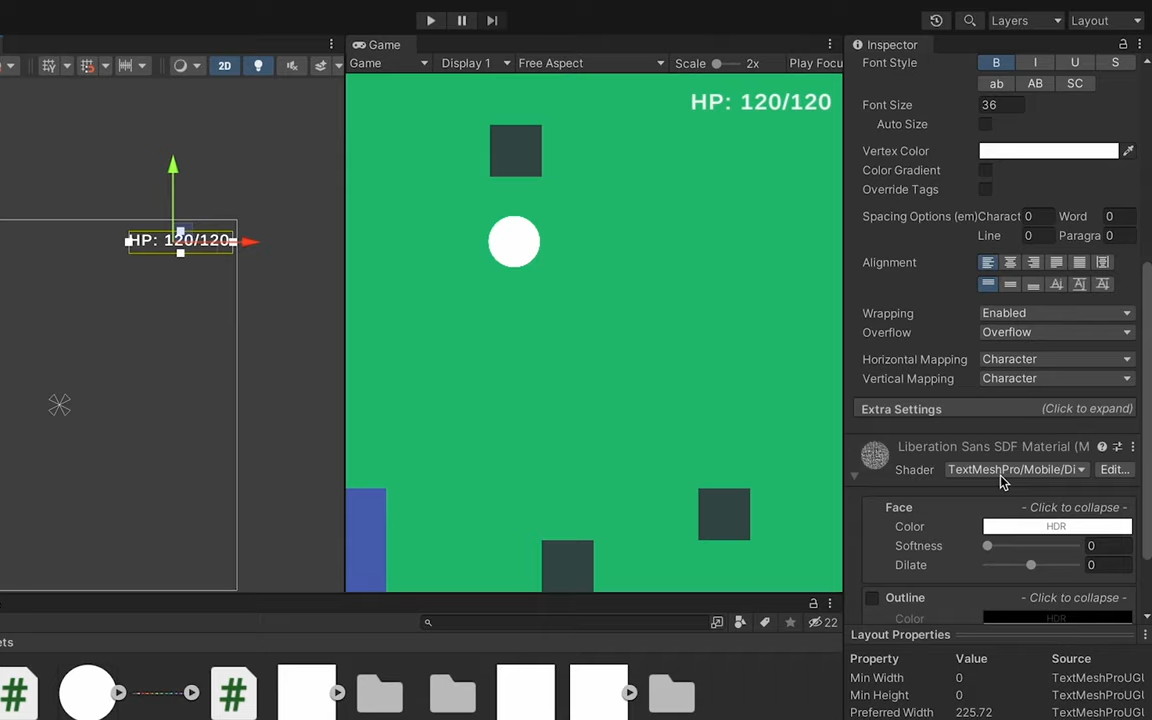 Layers
Layout
Game
Inspector
2D
Game
Display 1
Free Aspect
Scale
2x
Play Focu
Font Style
B
I
U
S
ab
AB
SC
HP: 120/120
Font Size
36
Auto Size
Vertex Color
Color Gradient
Override Tags
Spacing Options (em)
Charact
0
Word
0
Line
0
Paragra
0
HP: 120/120
Alignment
Wrapping
Enabled
Overflow
Overflow
Horizontal Mapping
Character
Vertical Mapping
Character
Extra Settings
(Click to expand)
Liberation Sans SDF Material (M
Shader
TextMeshPro/Mobile/Di
Edit...
Face
- Click to collapse -
Color
HDR
Softness
0
Dilate
0
Outline
- Click to collapse -
Color
HDR
22
Layout Properties
ets
Property
Value
Source
Min Width
0
TextMeshProUGU
Min Height
0
TextMeshProUGU
Preferred Width
225.72
TextMeshProUGU